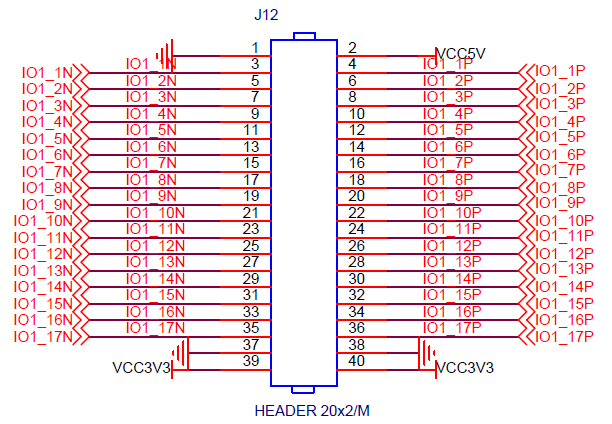 J12
1 2 VCC5V
IO1_1N IO1_1N 3 4 IO1_1P IO1_1P
IO1_2N IO1_2N 5 6 IO1_2P IO1_2P
IO1_3N IO1_3N 7 8 IO1_3P IO1_3P
IO1_4N IO1_4N 9 10 IO1_4P IO1_4P
IO1_5N IO1_5N 11 12 IO1_5P IO1_5P
IO1_6N IO1_6N 13 14 IO1_6P IO1_6P
IO1_7N IO1_7N 15 16 IO1_7P IO1_7P
IO1_8N IO1_8N 17 18 IO1_8P IO1_8P
IO1_9N IO1_9N 19 20 IO1_9P IO1_9P
IO1_10N IO1_10N 21 22 IO1_10P IO1_10P
IO1_11N IO1_11N 23 24 IO1_11P IO1_11P
IO1_12N IO1_12N 25 26 IO1_12P IO1_12P
IO1_13N IO1_13N 27 28 IO1_13P IO1_13P
IO1_14N IO1_14N 29 30 IO1_14P IO1_14P
IO1_15N IO1_15N 31 32 IO1_15P IO1_15P
IO1_16N IO1_16N 33 34 IO1_16P IO1_16P
IO1_17N IO1_17N 35 36 IO1_17P IO1_17P
37 38
VCC3V3 39 40 VCC3V3
HEADER 20x2/M